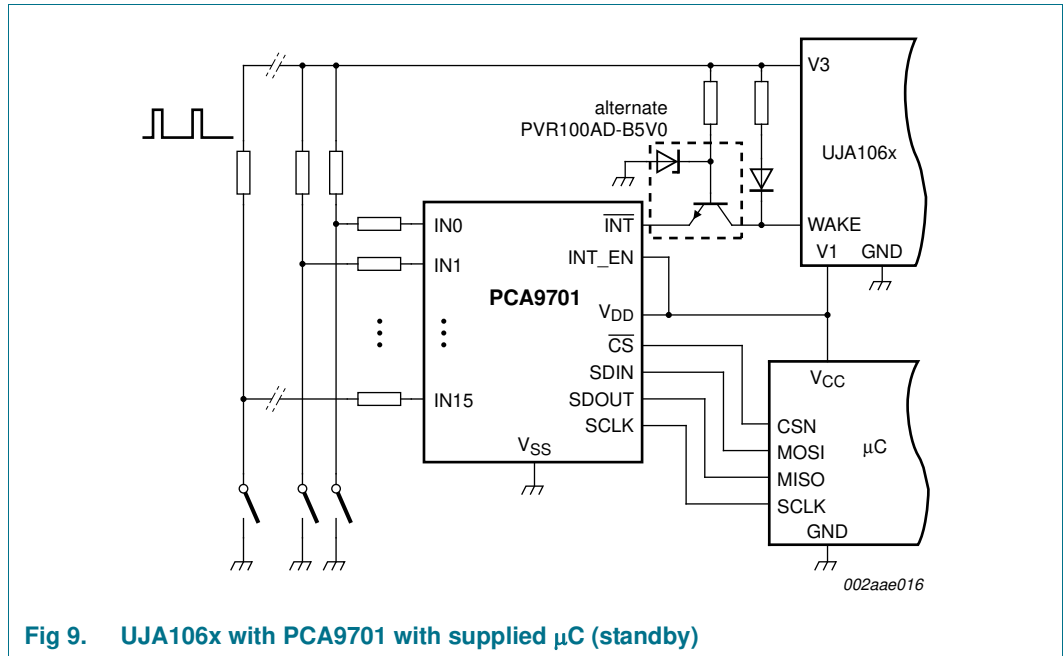 V3
alternate
PVR100AD-B5V0
UJA106x
IN0
INT
WAKE
IN1
INT_EN
V1
GND
PCA9701
VDD
CS
VCC
SDIN
IN15
SDOUT
CSN
SCLK
μC
VSS
MOSI
MISO
SCLK
GND
002aae016
Fig 9. UJA106x with PCA9701 with supplied μC (standby)